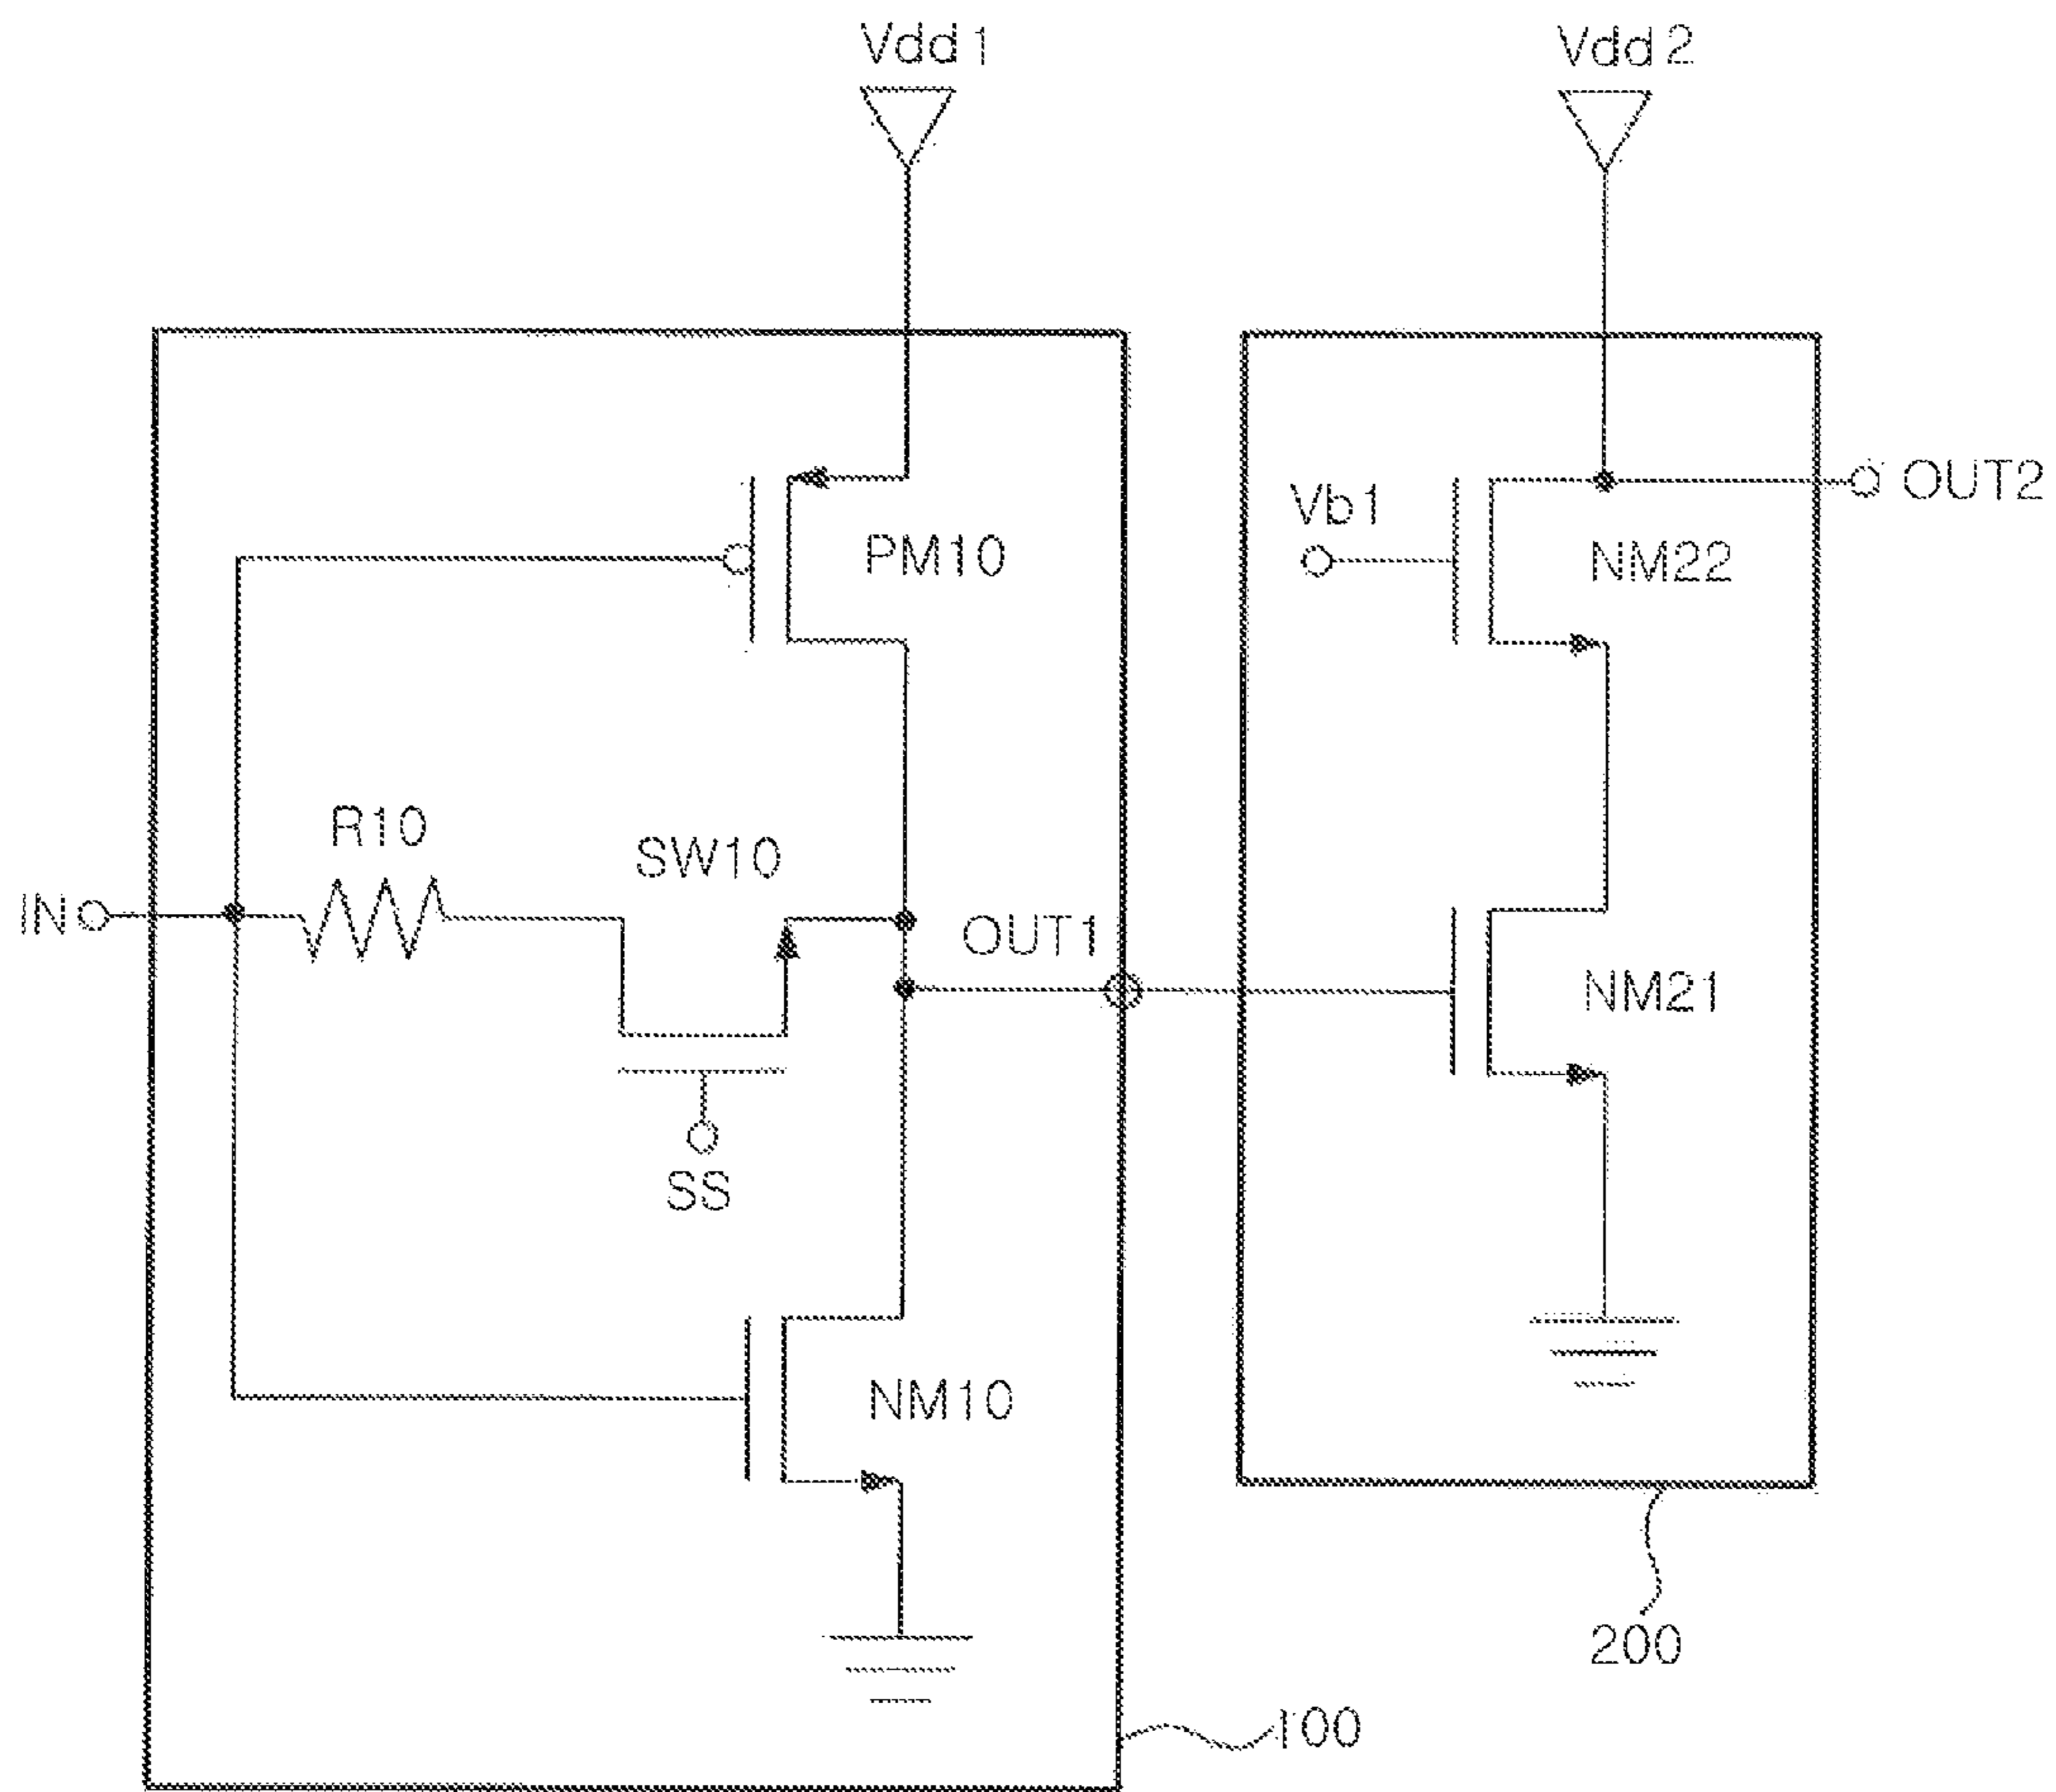 Vdd1
Vdd2
Vb1
OUT2
PM10
NM22
R10
SW10
IN
OUT1
NM21
SS
NM10
200
100